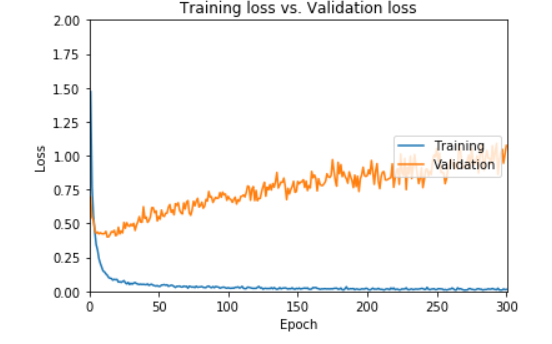 Training loss vs. Validation loss
2.00
1.75
1.50
1.25
1.00
0.75
0.50
0.25
0.00
Loss
Training
Validation
0 50 100 150 200 250 300
Epoch